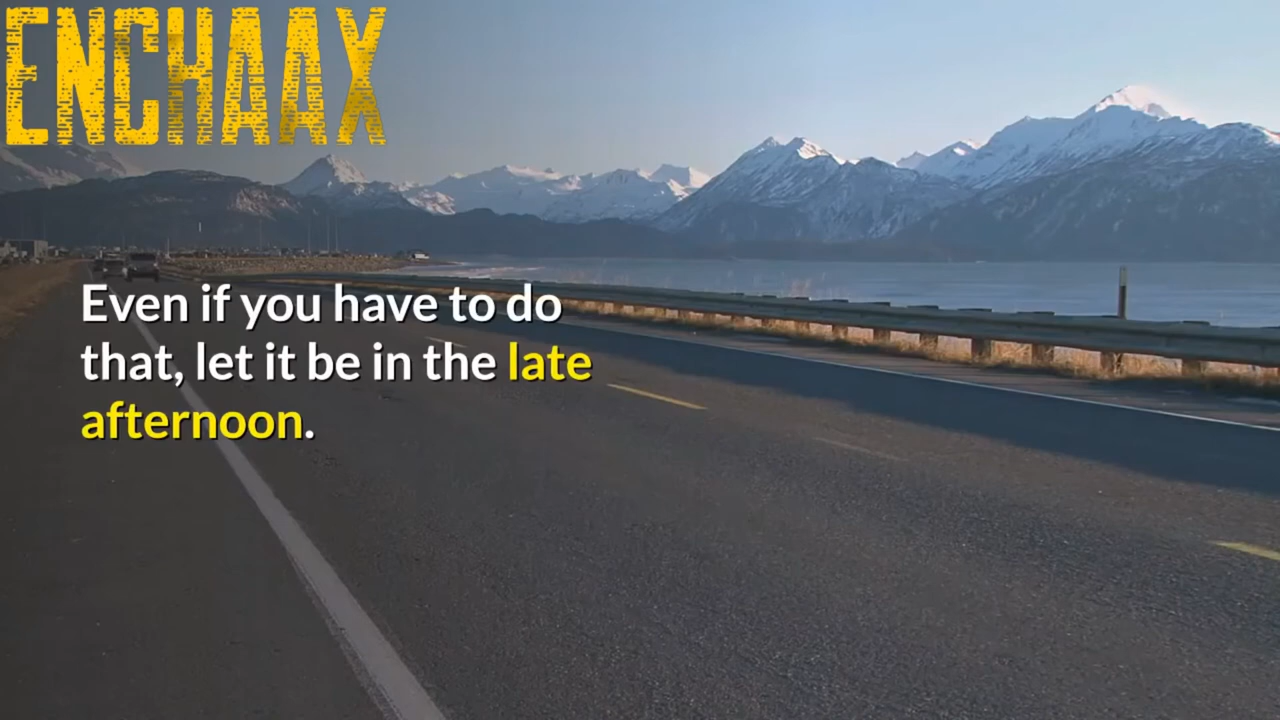 ENCHAAX
Even if you have to do
that, let it be in the late
afternoon.